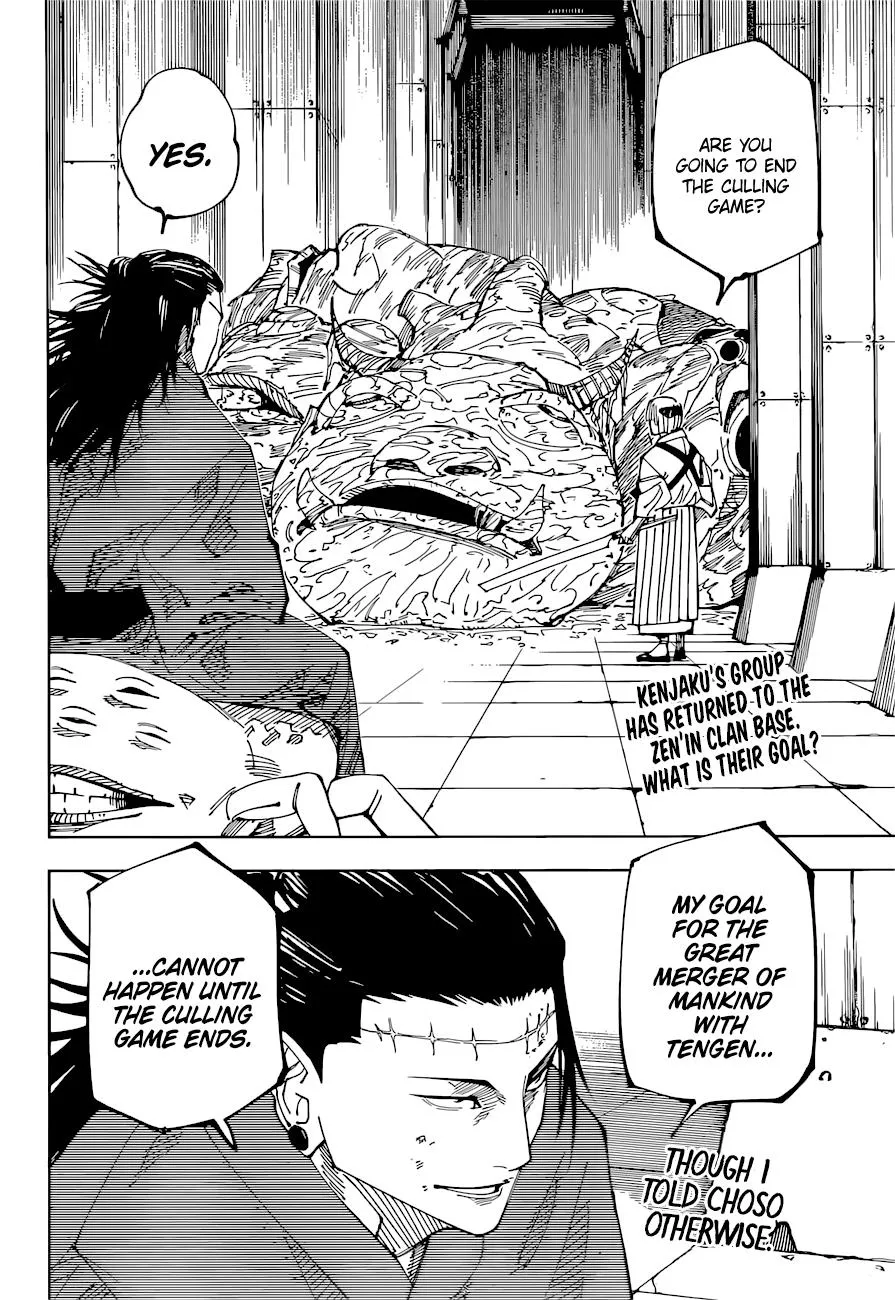 ARE YOU
GOING TO END
THE CULLING
GAME?
YES.
KENJAKU'S GROUP
HAS RETURNED TO THE
ZEN'IN CLAN BASE.
WHAT IS THEIR GOAL?
MY GOAL
FOR THE
GREAT
MERGER OF
MANKIND
WITH
TENGEN...
...CANNOT
HAPPEN UNTIL
THE CULLING
GAME ENDS.
THOUGH I
TOLD CHOSO
OTHERWISE.